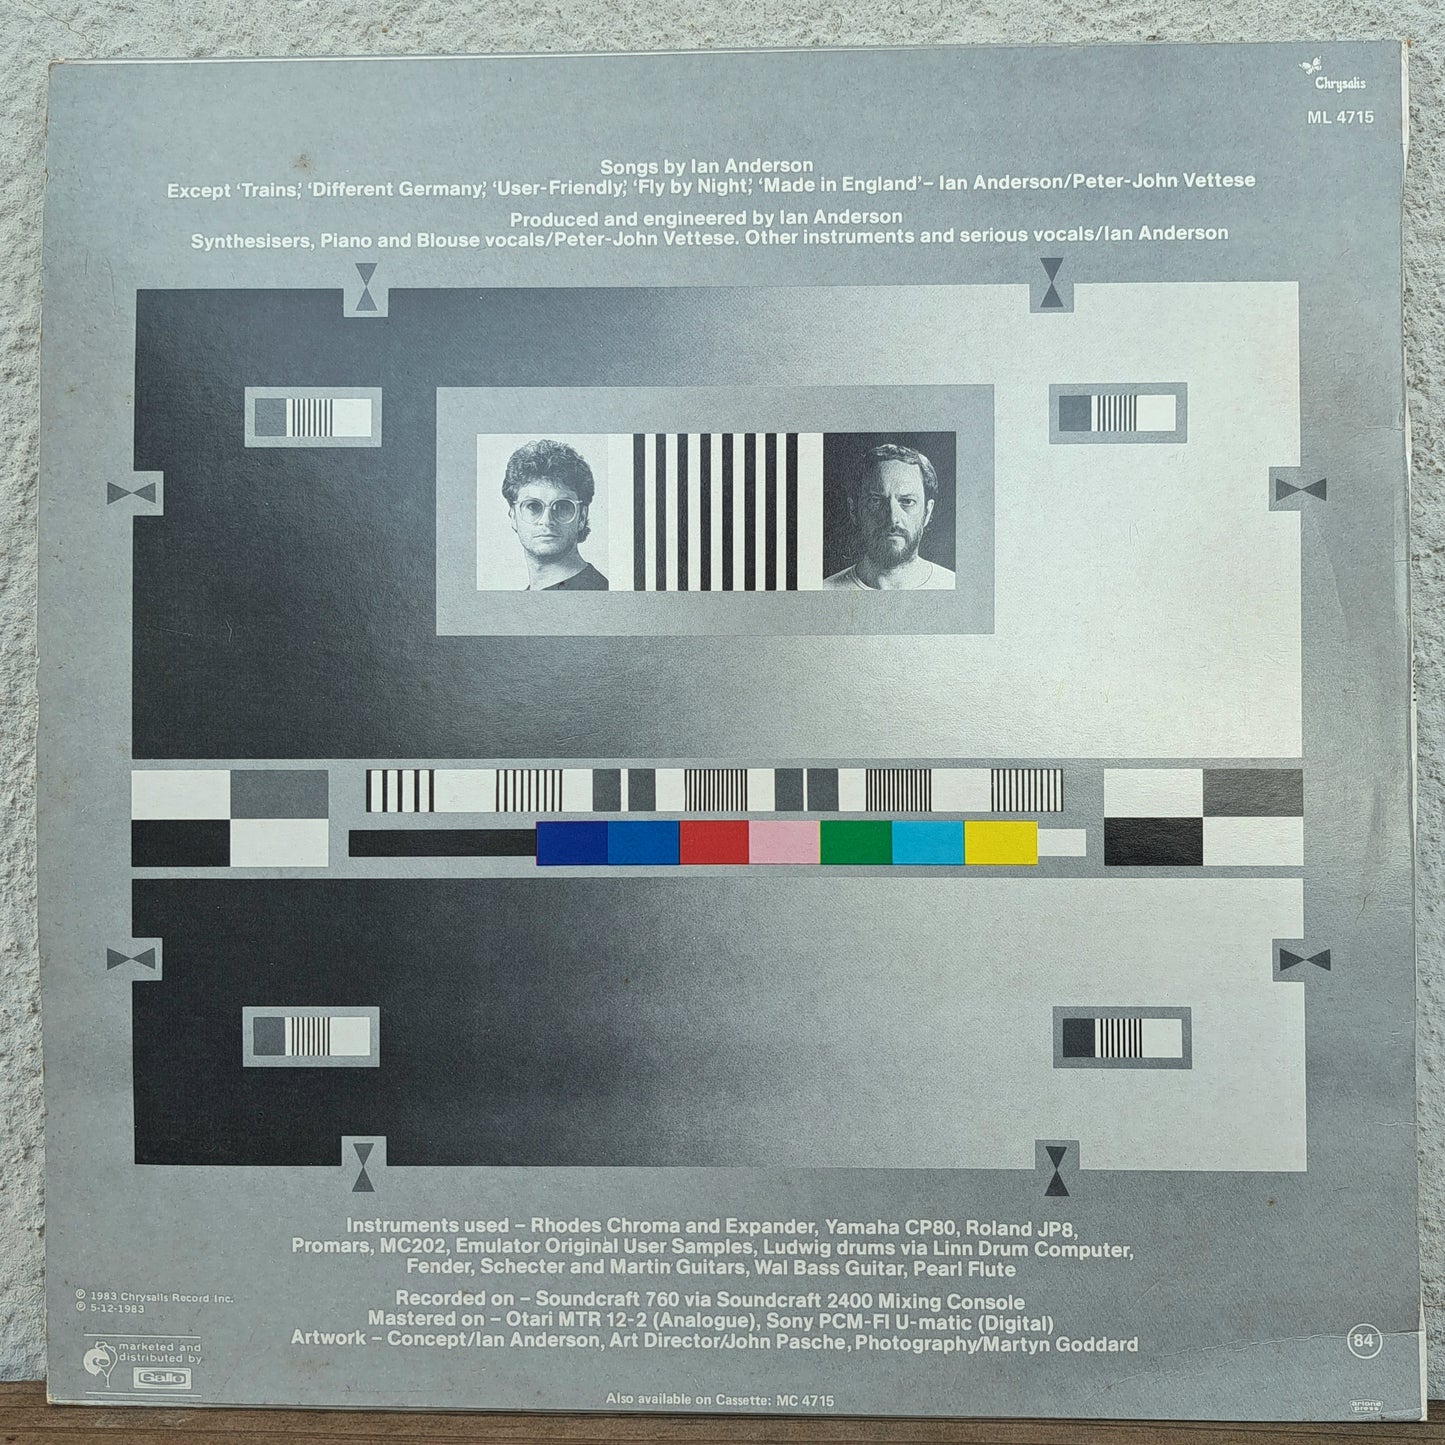 Chrysalis
ML 4715
Songs by Ian Anderson
Except ‘Trains,’ ‘Different Germany,’ ‘User-Friendly,’ ‘Fly by Night,’ ‘Made in England’– Ian Anderson/Peter-John Vettese
Produced and engineered by Ian Anderson
Synthesisers, Piano and Blouse vocals/Peter-John Vettese. Other instruments and serious vocals/Ian Anderson
Instruments used – Rhodes Chroma and Expander, Yamaha CP80, Roland JP8,
Promars, MC202, Emulator Original User Samples, Ludwig drums via Linn Drum Computer,
Fender, Schecter and Martin Guitars, Wal Bass Guitar, Pearl Flute
Recorded on – Soundcraft 760 via Soundcraft 2400 Mixing Console
Mastered on – Otari MTR 12-2 (Analogue), Sony PCM-FI U-matic (Digital)
Artwork – Concept/Ian Anderson, Art Director/John Pasche, Photography/Martyn Goddard
℗ 1983 Chrysalis Record Inc.
℗ 5-12-1983
marketed and
distributed by
Gallo
84
Also available on Cassette: MC 4715
arione
press